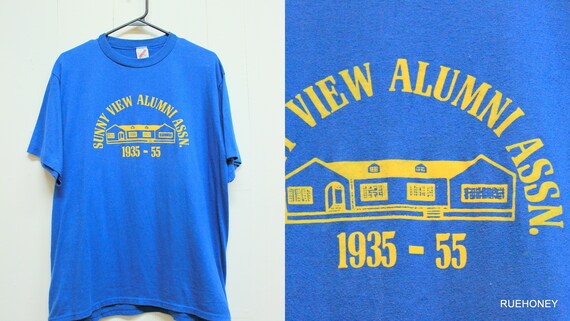 SUNNY VIEW ALUMNI ASSN.
1935 - 55
Y VIEW ALUMNI ASSN.
1935 - 55
RUEHONEY